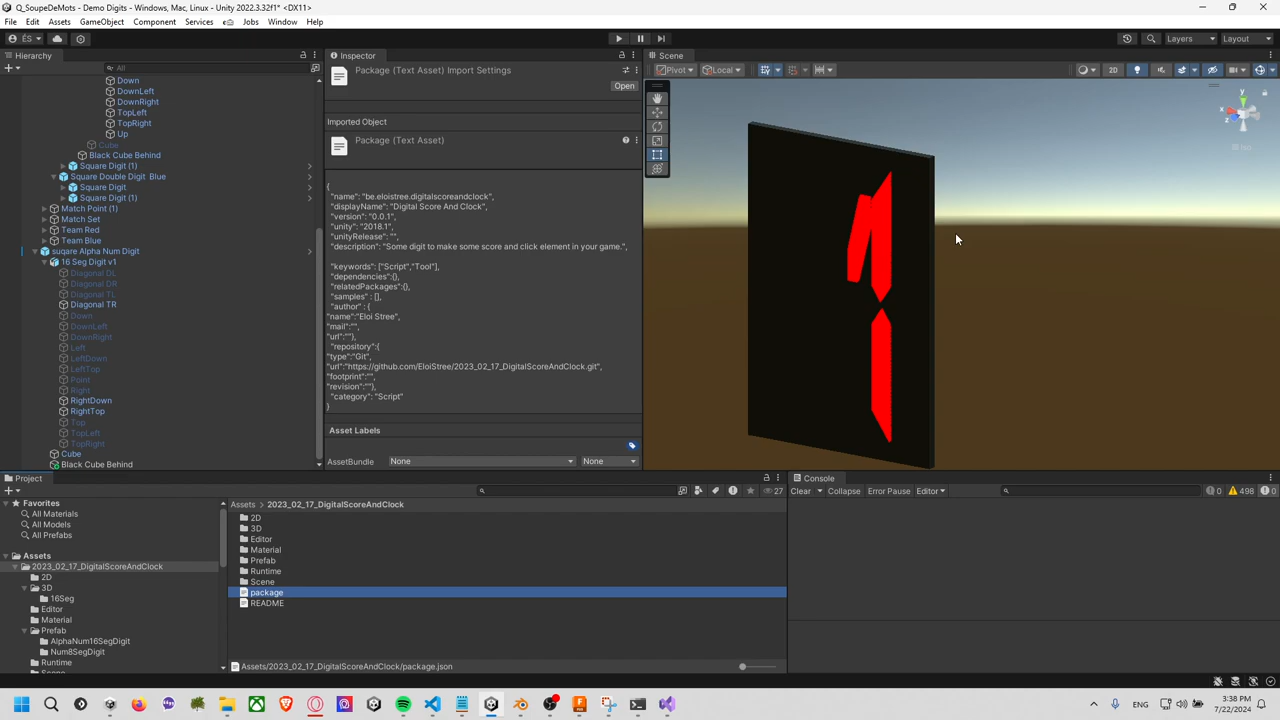 Q_SoupeDeMots - Demo Digits - Windows, Mac, Linux - Unity 2022.3.32f1* <DX11>
File Edit Assets GameObject Component Services Jobs Window Help
ÉS Layers Layout
Hierarchy
All
Down
DownLeft
DownRight
TopLeft
TopRight
Up
Cube
Black Cube Behind
Square Digit (1)
Square Double Digit Blue
Square Digit
Square Digit (1)
Match Point (1)
Match Set
Team Red
Team Blue
suqare Alpha Num Digit
16 Seg Digit v1
Diagonal DL
Diagonal DR
Diagonal TL
Diagonal TR
Down
DownLeft
DownRight
Left
LeftDown
LeftTop
Point
Right
RightDown
RightTop
Top
TopLeft
TopRight
Cube
Black Cube Behind
Inspector
Package (Text Asset) Import Settings
Open
Imported Object
Package (Text Asset)
{
"name": "be.eloistree.digitalscoreandclock",
"displayName": "Digital Score And Clock",
"version": "0.0.1",
"unity": "2018.1",
"unityRelease": "",
"description": "Some digit to make some score and click element in your game.",
"keywords": ["Script","Tool"],
"dependencies":{},
"relatedPackages":{},
"samples" : [],
"author" : {
"name":"Eloi Stree",
"mail":"",
"url":""},
"repository":{
"type":"Git",
"url":"https://github.com/EloiStree/2023_02_17_DigitalScoreAndClock.git",
"footprint":"",
"revision":""},
"category": "Script"
}
Asset Labels
AssetBundle None None
Scene
Pivot Local 2D
y
x
z
Iso
Project
27
Favorites
All Materials
All Models
All Prefabs
Assets
2023_02_17_DigitalScoreAndClock
2D
3D
16Seg
Editor
Material
Prefab
AlphaNum16SegDigit
Num8SegDigit
Runtime
Scene
Assets > 2023_02_17_DigitalScoreAndClock
2D
3D
Editor
Material
Prefab
Runtime
Scene
package
README
Assets/2023_02_17_DigitalScoreAndClock/package.json
Console
Clear Collapse Error Pause Editor 0 498 0
ENG
3:38 PM
7/22/2024